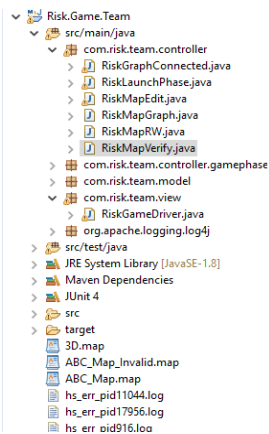 Risk.Game.Team
src/main/java
com.risk.team.controller
RiskGraphConnected.java
RiskLaunchPhase.java
RiskMapEdit.java
RiskMapGraph.java
RiskMapRW.java
RiskMapVerify.java
com.risk.team.controller.gamephase
com.risk.team.model
com.risk.team.view
RiskGameDriver.java
org.apache.logging.log4j
src/test/java
JRE System Library [JavaSE-1.8]
Maven Dependencies
JUnit 4
src
target
3D.map
ABC_Map_Invalid.map
ABC_Map.map
hs_err_pid11044.log
hs_err_pid17956.log
hs_err_pid916.log